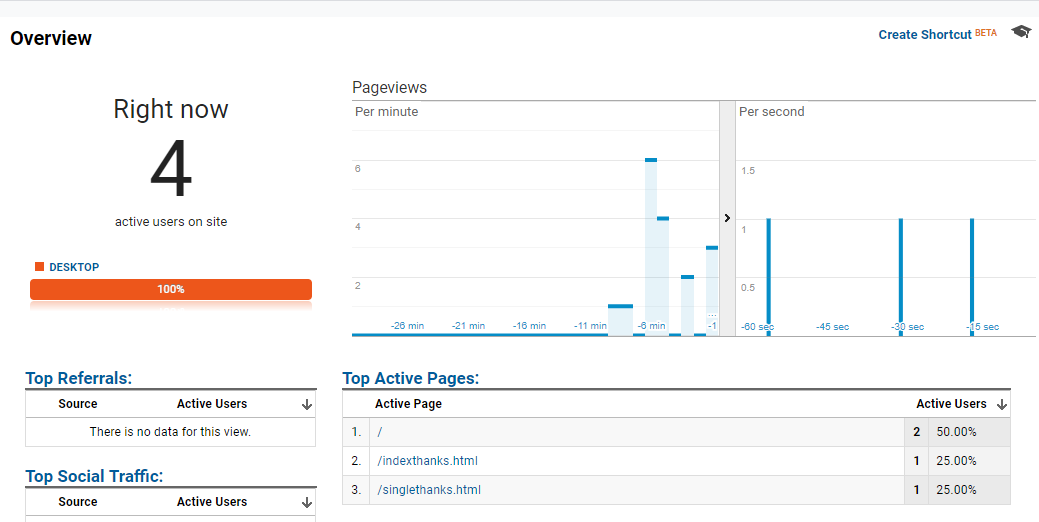 Overview
Create Shortcut BETA
Right now
4
active users on site
DESKTOP
100%
Pageviews
Per minute
6
4
2
-26 min -21 min -16 min -11 min -6 min -1
Per second
1.5
1
0.5
-60 sec -45 sec -30 sec -15 sec
Top Referrals:
Source Active Users
There is no data for this view.
Top Social Traffic:
Source Active Users
Top Active Pages:
Active Page Active Users
1. / 2 50.00%
2. /indexthanks.html 1 25.00%
3. /singlethanks.html 1 25.00%